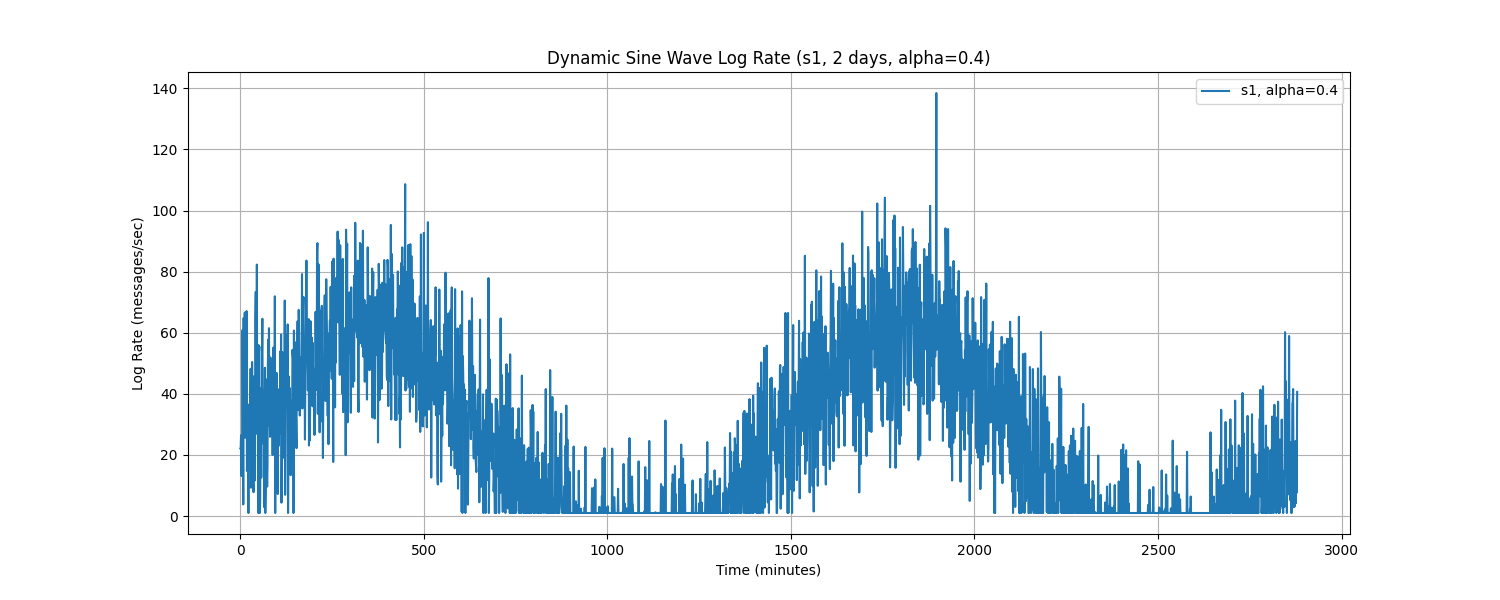 Dynamic Sine Wave Log Rate (s1, 2 days, alpha=0.4)
s1, alpha=0.4
Log Rate (messages/sec)
140
120
100
80
60
40
20
0
0 500 1000 1500 2000 2500 3000
Time (minutes)